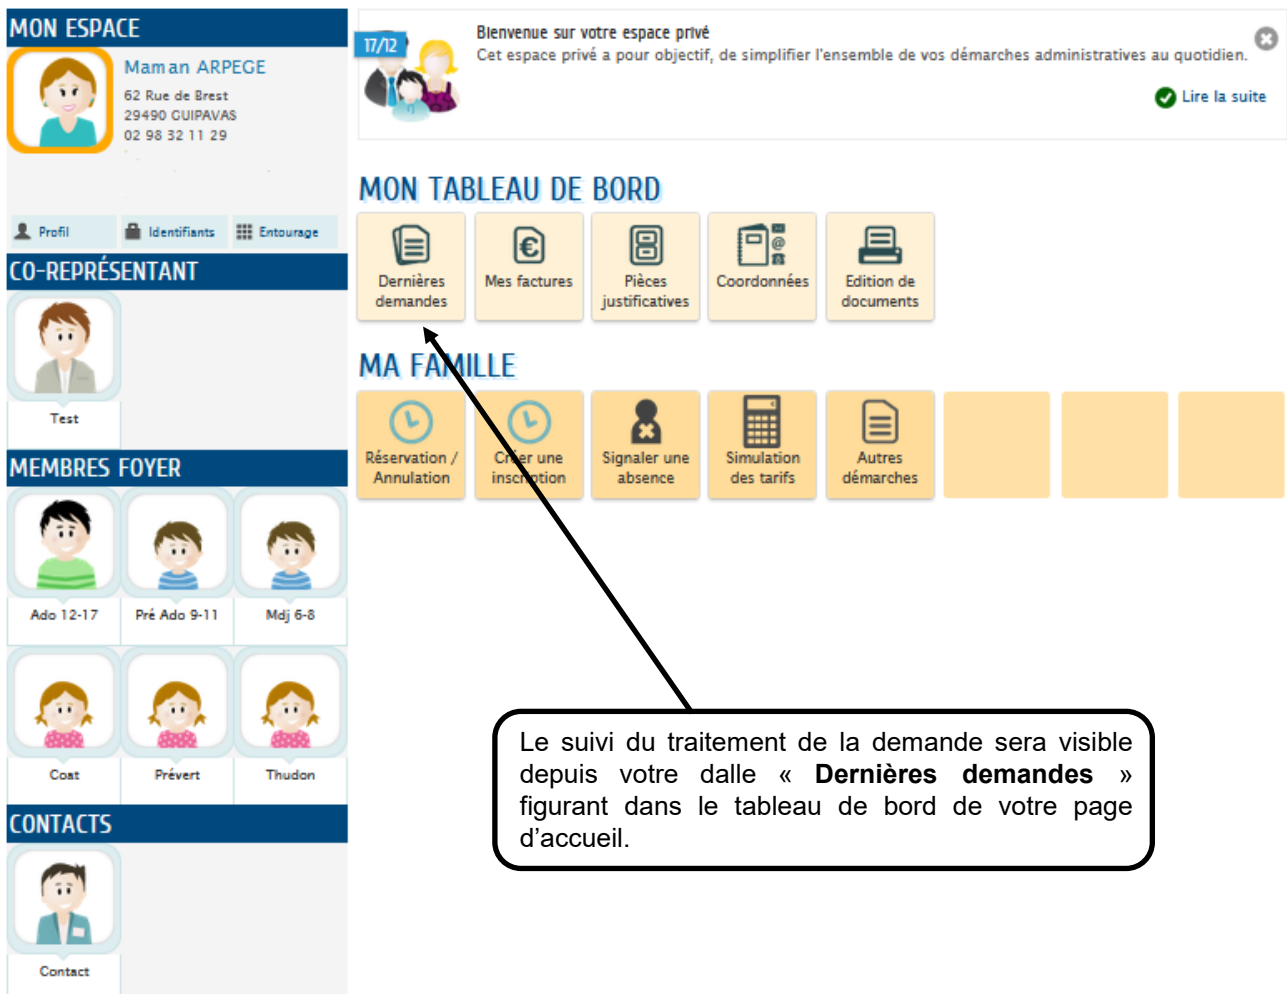 MON ESPACE
Maman ARPEGE
62 Rue de Brest
29490 GUIPAVAS
02 98 32 11 29
Profil
Identifiants
Entourage
CO-REPRÉSENTANT
Test
MEMBRES FOYER
Ado 12-17
Pré Ado 9-11
Mdj 6-8
Coat
Prévert
Thudon
CONTACTS
Contact
17/12
Bienvenue sur votre espace privé
Cet espace privé a pour objectif, de simplifier l'ensemble de vos démarches administratives au quotidien.
Lire la suite
MON TABLEAU DE BORD
Dernières
demandes
Mes factures
Pièces
justificatives
Coordonnées
Edition de
documents
MA FAMILLE
Réservation /
Annulation
Créer une
inscription
Signaler une
absence
Simulation
des tarifs
Autres
démarches
Le suivi du traitement de la demande sera visible
depuis votre dalle « Dernières demandes »
figurant dans le tableau de bord de votre page
d’accueil.